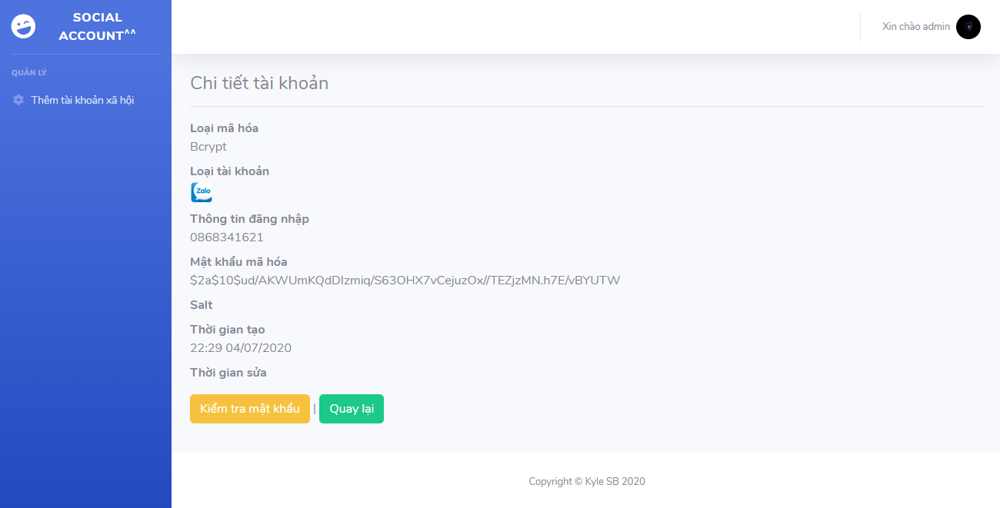 SOCIAL
ACCOUNT^^
QUẢN LÝ
Thêm tài khoản xã hội
Xin chào admin
Chi tiết tài khoản
Loại mã hóa
Bcrypt
Loại tài khoản
Zalo
Thông tin đăng nhập
0868341621
Mật khẩu mã hóa
$2a$10$ud/AKWUmKQdDIzmiq/S63OHX7vCejuzOx//TEZjzMN.h7E/vBYUTW
Salt
Thời gian tạo
22:29 04/07/2020
Thời gian sửa
Kiểm tra mật khẩu | Quay lại
Copyright © Kyle SB 2020